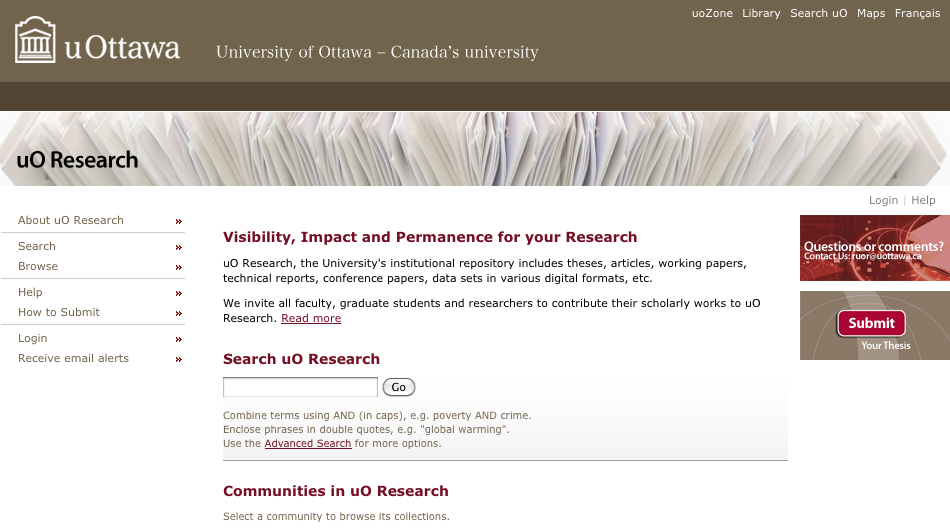 uoZone Library Search uO Maps Français
uOttawa
University of Ottawa – Canada's university
uO Research
Login | Help
About uO Research »
Search »
Browse »
Help »
How to Submit »
Login »
Receive email alerts »
Visibility, Impact and Permanence for your Research
uO Research, the University's institutional repository includes theses, articles, working papers,
technical reports, conference papers, data sets in various digital formats, etc.
We invite all faculty, graduate students and researchers to contribute their scholarly works to uO
Research. Read more
Search uO Research
Go
Combine terms using AND (in caps), e.g. poverty AND crime.
Enclose phrases in double quotes, e.g. "global warming".
Use the Advanced Search for more options.
Communities in uO Research
Select a community to browse its collections.
Questions or comments?
Contact Us: ruor@uottawa.ca
Submit
Your Thesis